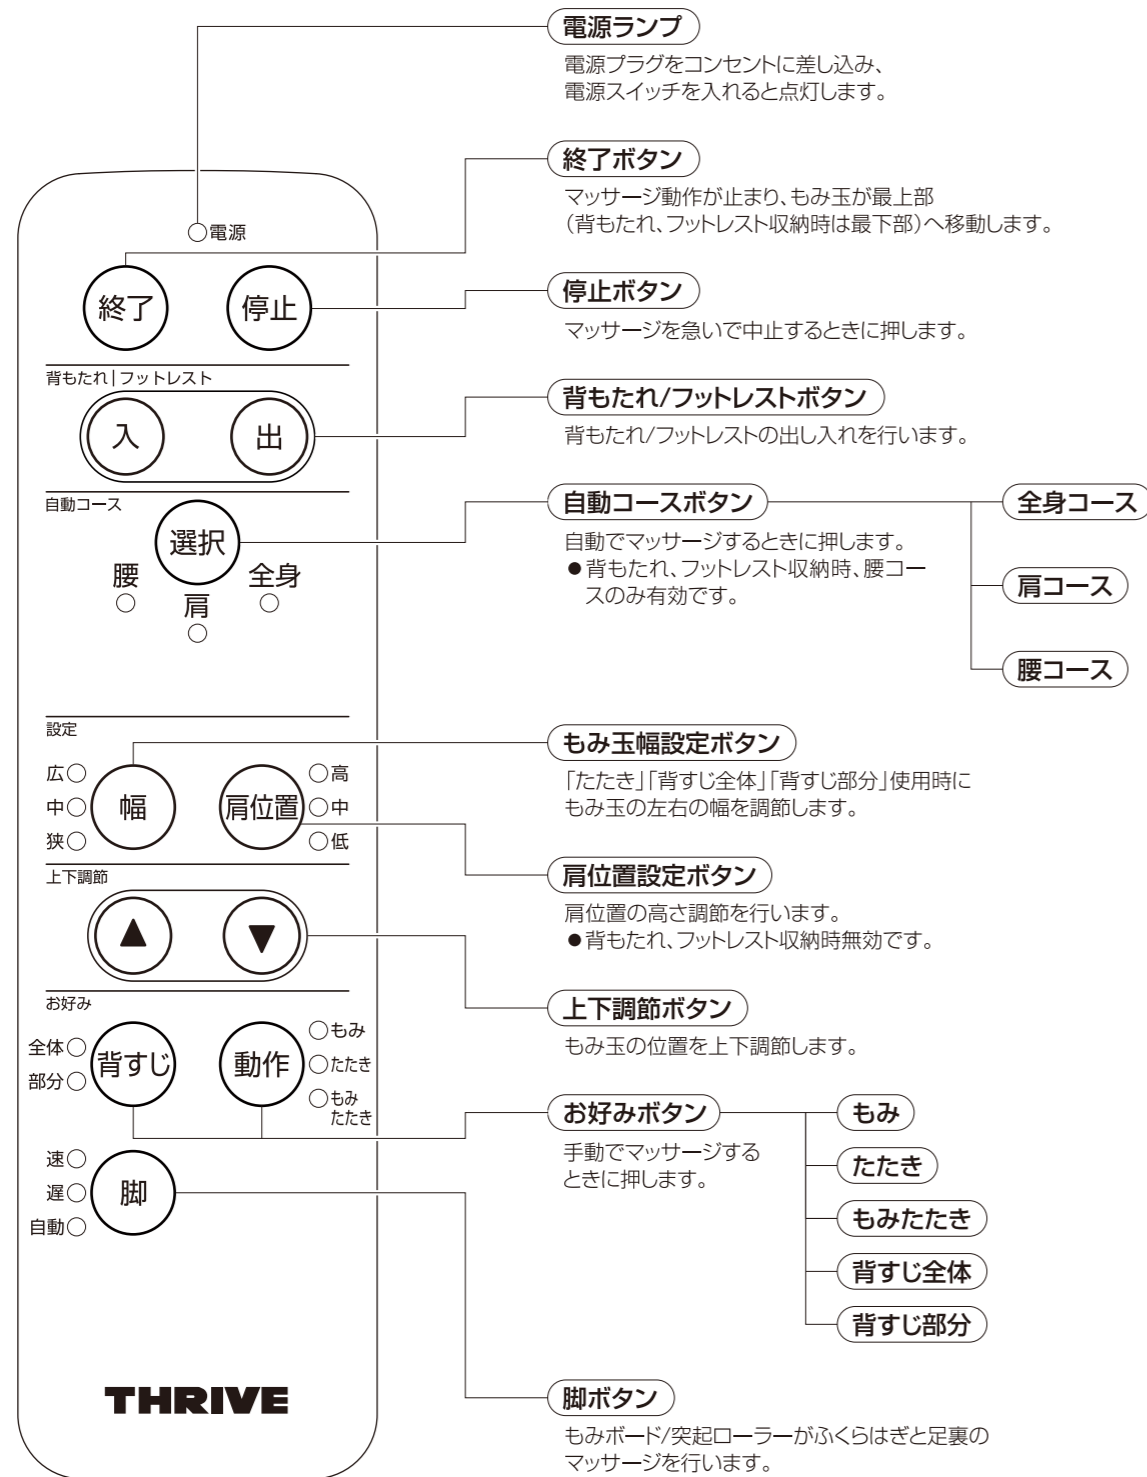 電源ランプ
電源プラグをコンセントに差し込み、
電源スイッチを入れると点灯します。
終了ボタン
マッサージ動作が止まり、もみ玉が最上部
(背もたれ、フットレスト収納時は最下部)へ移動します。
停止ボタン
マッサージを急いで中止するときに押します。
背もたれ/フットレストボタン
背もたれ/フットレストの出し入れを行います。
自動コースボタン
自動でマッサージするときに押します。
●背もたれ、フットレスト収納時、腰コー
スのみ有効です。
全身コース
肩コース
腰コース
もみ玉幅設定ボタン
「たたき」「背すじ全体」「背すじ部分」使用時に
もみ玉の左右の幅を調節します。
肩位置設定ボタン
肩位置の高さ調節を行います。
●背もたれ、フットレスト収納時無効です。
上下調節ボタン
もみ玉の位置を上下調節します。
お好みボタン
手動でマッサージする
ときに押します。
もみ
たたき
もみたたき
背すじ全体
背すじ部分
脚ボタン
もみボード/突起ローラーがふくらはぎと足裏の
マッサージを行います。
電源
終了 停止
背もたれ|フットレスト
入 出
自動コース
選択
腰 肩 全身
設定
広 中 狭
幅 肩位置
高 中 低
上下調節
▲ ▼
お好み
全体 部分
背すじ 動作
もみ
たたき
もみ
たたき
速
遅
自動
脚
THRIVE